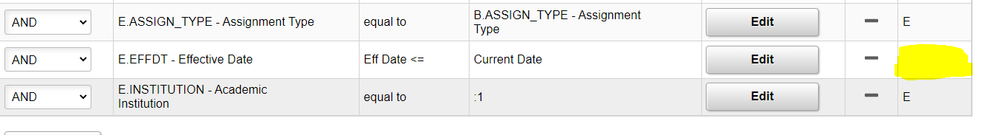 AND E.ASSIGN_TYPE - Assignment Type equal to B.ASSIGN_TYPE - Assignment Edit E
Type
AND E.EFFDT - Effective Date Eff Date <= Current Date Edit
AND E.INSTITUTION - Academic equal to :1 Edit E
Institution